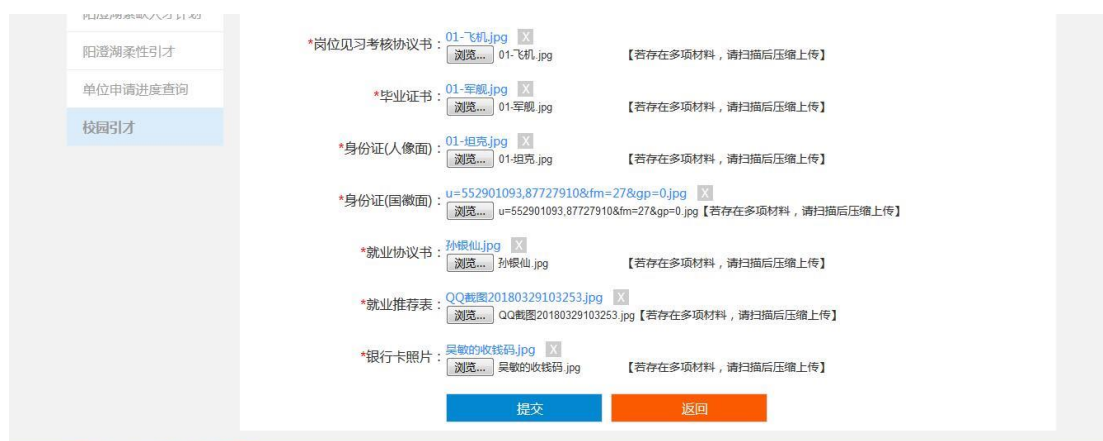 阳澄湖紧缺人才计划
阳澄湖柔性引才
单位申请进度查询
校园引才
*岗位见习考核协议书：
01-飞机.jpg X
浏览... 01-飞机.jpg 【若存在多项材料，请扫描后压缩上传】
*毕业证书：
01-军舰.jpg X
浏览... 01-军舰.jpg 【若存在多项材料，请扫描后压缩上传】
*身份证(人像面)：
01-坦克.jpg X
浏览... 01-坦克.jpg 【若存在多项材料，请扫描后压缩上传】
*身份证(国徽面)：
u=552901093,87727910&fm=27&gp=0.jpg X
浏览... u=552901093,87727910&fm=27&gp=0.jpg【若存在多项材料，请扫描后压缩上传】
*就业协议书：
孙银仙.jpg X
浏览... 孙银仙.jpg 【若存在多项材料，请扫描后压缩上传】
*就业推荐表：
QQ截图20180329103253.jpg X
浏览... QQ截图20180329103253.jpg【若存在多项材料，请扫描后压缩上传】
*银行卡照片：
吴敏的收钱码.jpg X
浏览... 吴敏的收钱码.jpg 【若存在多项材料，请扫描后压缩上传】
提交
返回